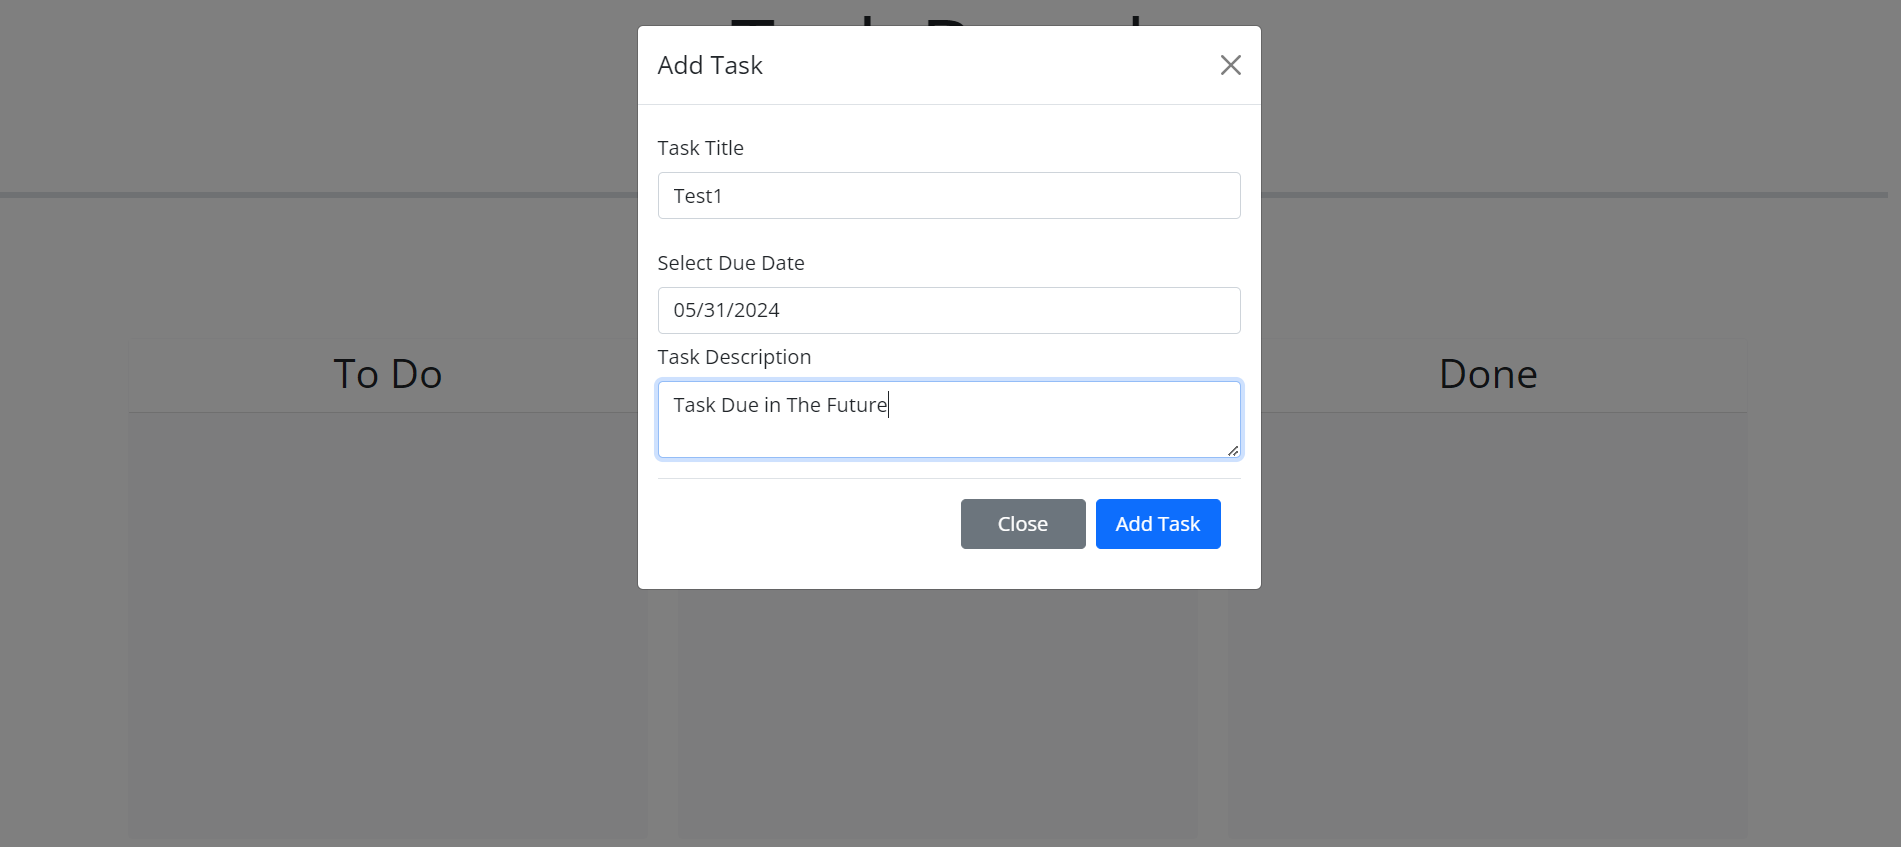 Add Task
Task Title
Test1
Select Due Date
05/31/2024
Task Description
Task Due in The Future
Close Add Task
To Do
Done